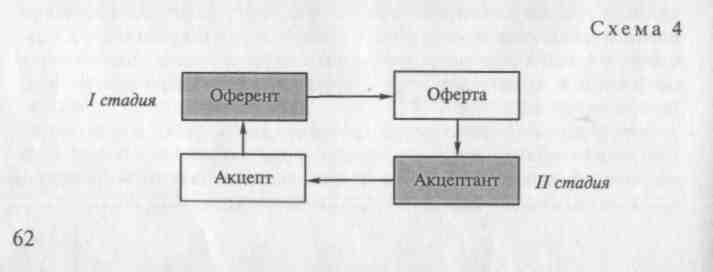 Схема 4
I стадия
Оферент
Оферта
Акцепт
Акцептант
II стадия
62